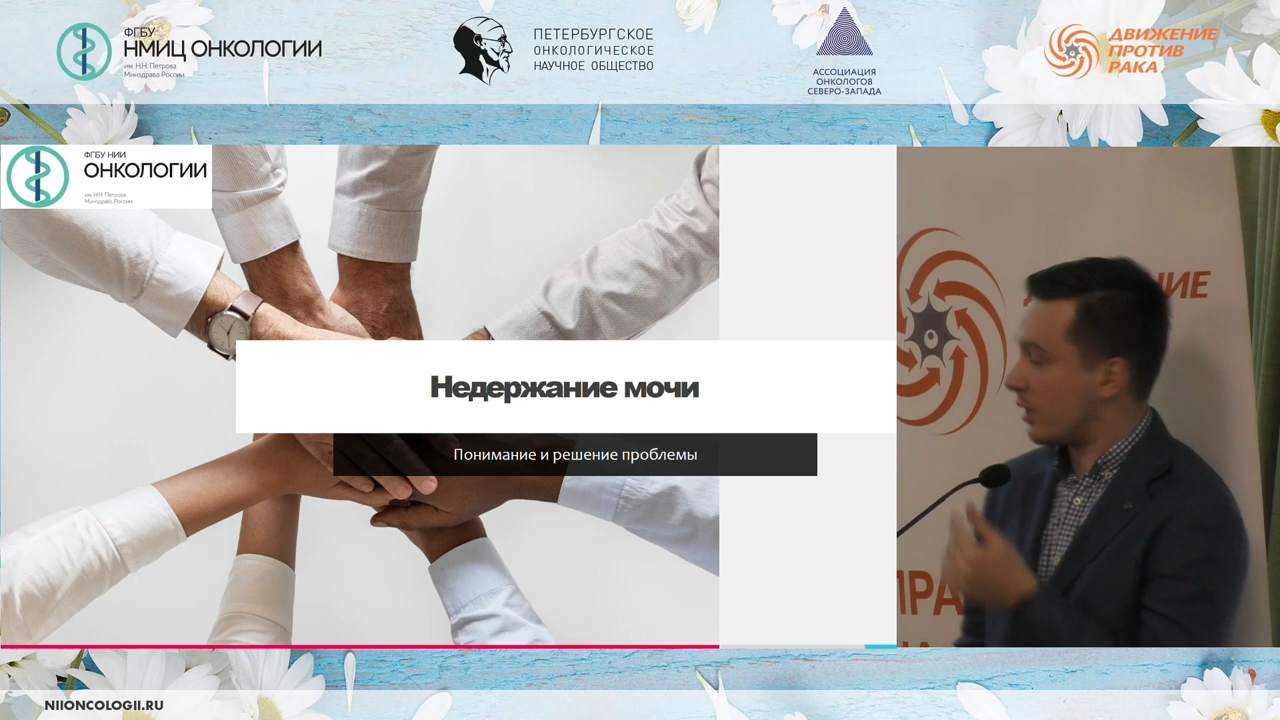 ФГБУ
НМИЦ ОНКОЛОГИИ
им. Н.Н. Петрова
Минздрава России
ПЕТЕРБУРГСКОЕ
ОНКОЛОГИЧЕСКОЕ
НАУЧНОЕ ОБЩЕСТВО
АССОЦИАЦИЯ
ОНКОЛОГОВ
СЕВЕРО-ЗАПАДА
ДВИЖЕНИЕ
ПРОТИВ
РАКА
ФГБУ НИИ
ОНКОЛОГИИ
им. Н.Н. Петрова
Минздрава России
Недержание мочи
Понимание и решение проблемы
NIIONCOLOGII.RU